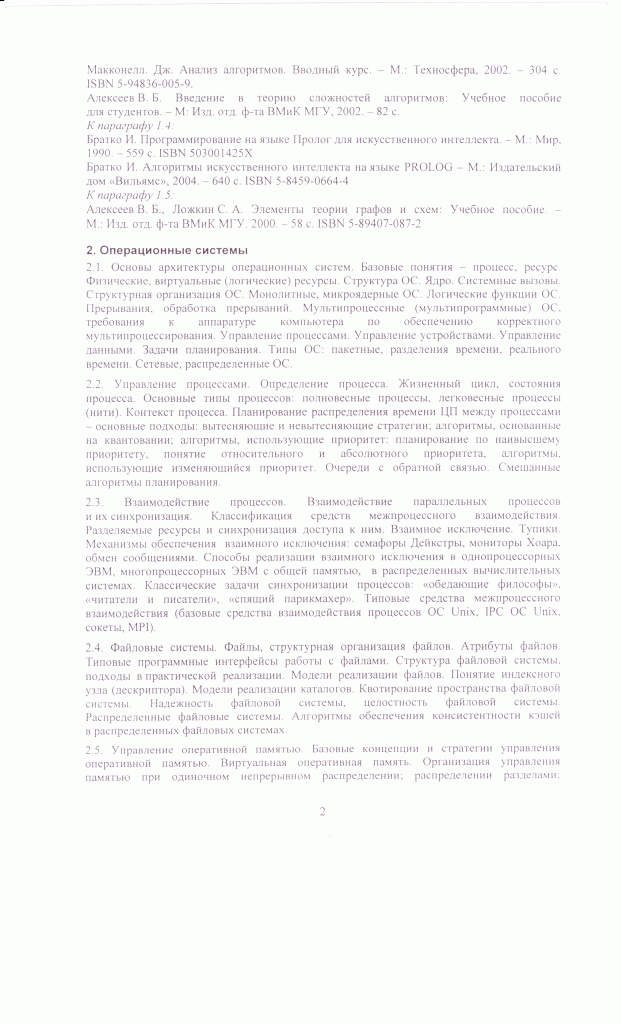 Макконелл. Дж. Анализ алгоритмов. Вводный курс. – М.: Техносфера, 2002. – 304 с.
ISBN 5-94836-005-9.
Алексеев В. Б. Введение в теорию сложностей алгоритмов: Учебное пособие
для студентов. – М: Изд. отд. ф-та ВМиК МГУ, 2002. – 82 с.
К параграфу 1.4:
Братко И. Программирование на языке Пролог для искусственного интеллекта. – М.: Мир,
1990. – 559 с. ISBN 503001425X
Братко И. Алгоритмы искусственного интеллекта на языке PROLOG – М.: Издательский
дом «Вильямс», 2004. – 640 с. ISBN 5-8459-0664-4
К параграфу 1.5:
Алексеев В. Б., Ложкин С. А. Элементы теории графов и схем: Учебное пособие. –
М.: Изд. отд. ф-та ВМиК МГУ. 2000. – 58 с. ISBN 5-89407-087-2
2. Операционные системы
2.1. Основы архитектуры операционных систем. Базовые понятия – процесс, ресурс.
Физические, виртуальные (логические) ресурсы. Структура ОС. Ядро. Системные вызовы.
Структурная организация ОС. Монолитные, микроядерные ОС. Логические функции ОС.
Прерывания, обработка прерываний. Мультипроцессные (мультипрограммные) ОС,
требования к аппаратуре компьютера по обеспечению корректного
мультипроцессирования. Управление процессами. Управление устройствами. Управление
данными. Задачи планирования. Типы ОС: пакетные, разделения времени, реального
времени. Сетевые, распределенные ОС.
2.2. Управление процессами. Определение процесса. Жизненный цикл, состояния
процесса. Основные типы процессов: полновесные процессы, легковесные процессы
(нити). Контекст процесса. Планирование распределения времени ЦП между процессами
– основные подходы: вытесняющие и невытесняющие стратегии; алгоритмы, основанные
на квантовании; алгоритмы, использующие приоритет: планирование по наивысшему
приоритету, понятие относительного и абсолютного приоритета, алгоритмы,
использующие изменяющийся приоритет. Очереди с обратной связью. Смешанные
алгоритмы планирования.
2.3. Взаимодействие процессов. Взаимодействие параллельных процессов
и их синхронизация. Классификация средств межпроцессного взаимодействия.
Разделяемые ресурсы и синхронизация доступа к ним. Взаимное исключение. Тупики.
Механизмы обеспечения взаимного исключения: семафоры Дейкстры, мониторы Хоара,
обмен сообщениями. Способы реализации взаимного исключения в однопроцессорных
ЭВМ, многопроцессорных ЭВМ с общей памятью, в распределенных вычислительных
системах. Классические задачи синхронизации процессов: «обедающие философы»,
«читатели и писатели», «спящий парикмахер». Типовые средства межпроцессного
взаимодействия (базовые средства взаимодействия процессов ОС Unix, IPC ОС Unix,
сокеты, MPI).
2.4. Файловые системы. Файлы, структурная организация файлов. Атрибуты файлов.
Типовые программные интерфейсы работы с файлами. Структура файловой системы,
подходы в практической реализации. Модели реализации файлов. Понятие индексного
узла (дескриптора). Модели реализации каталогов. Квотирование пространства файловой
системы. Надежность файловой системы, целостность файловой системы.
Распределенные файловые системы. Алгоритмы обеспечения консистентности кэшей
в распределенных файловых системах.
2.5. Управление оперативной памятью. Базовые концепции и стратегии управления
оперативной памятью. Виртуальная оперативная память. Организация управления
памятью при одиночном непрерывном распределении; распределении разделами;
2